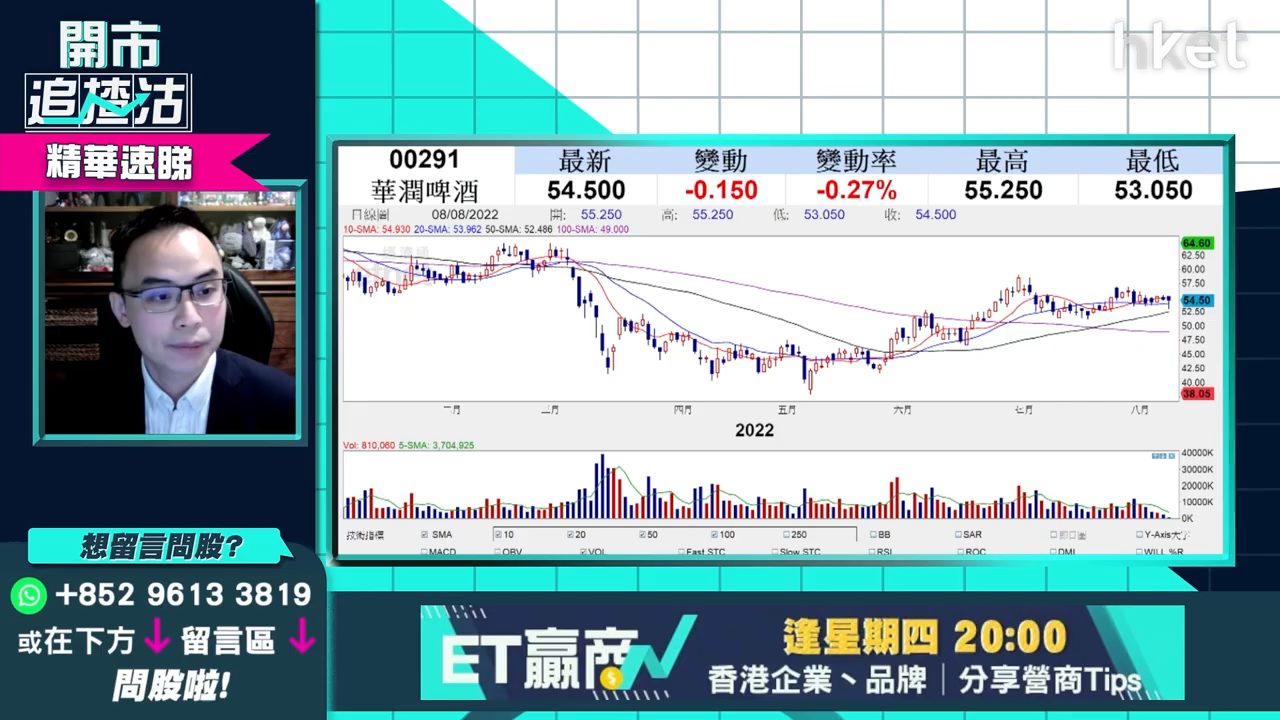 開市
追揸沽
精華速睇
hket
00291
華潤啤酒
最新 變動 變動率 最高 最低
54.500 -0.150 -0.27% 55.250 53.050
日線圖 08/08/2022 開: 55.250 高: 55.250 低: 53.050 收: 54.500
10-SMA: 54.930 20-SMA: 53.962 50-SMA: 52.486 100-SMA: 49.000
64.60
62.50
60.00
57.50
54.50
52.50
50.00
47.50
45.00
42.50
40.00
38.05
二月 三月 四月 五月 六月 七月 八月
2022
Vol: 810,060 5-SMA: 3,704,925
40000K
30000K
20000K
10000K
0K
技術指標 SMA 10 20 50 100 250 BB SAR Y-Axis大字
MACD OBV VOL Fast STC Slow STC RSI ROC DMI WILL %R
想留言問股?
+852 9613 3819
或在下方 留言區
問股啦!
ET贏商
逢星期四 20:00
香港企業、品牌｜分享營商Tips